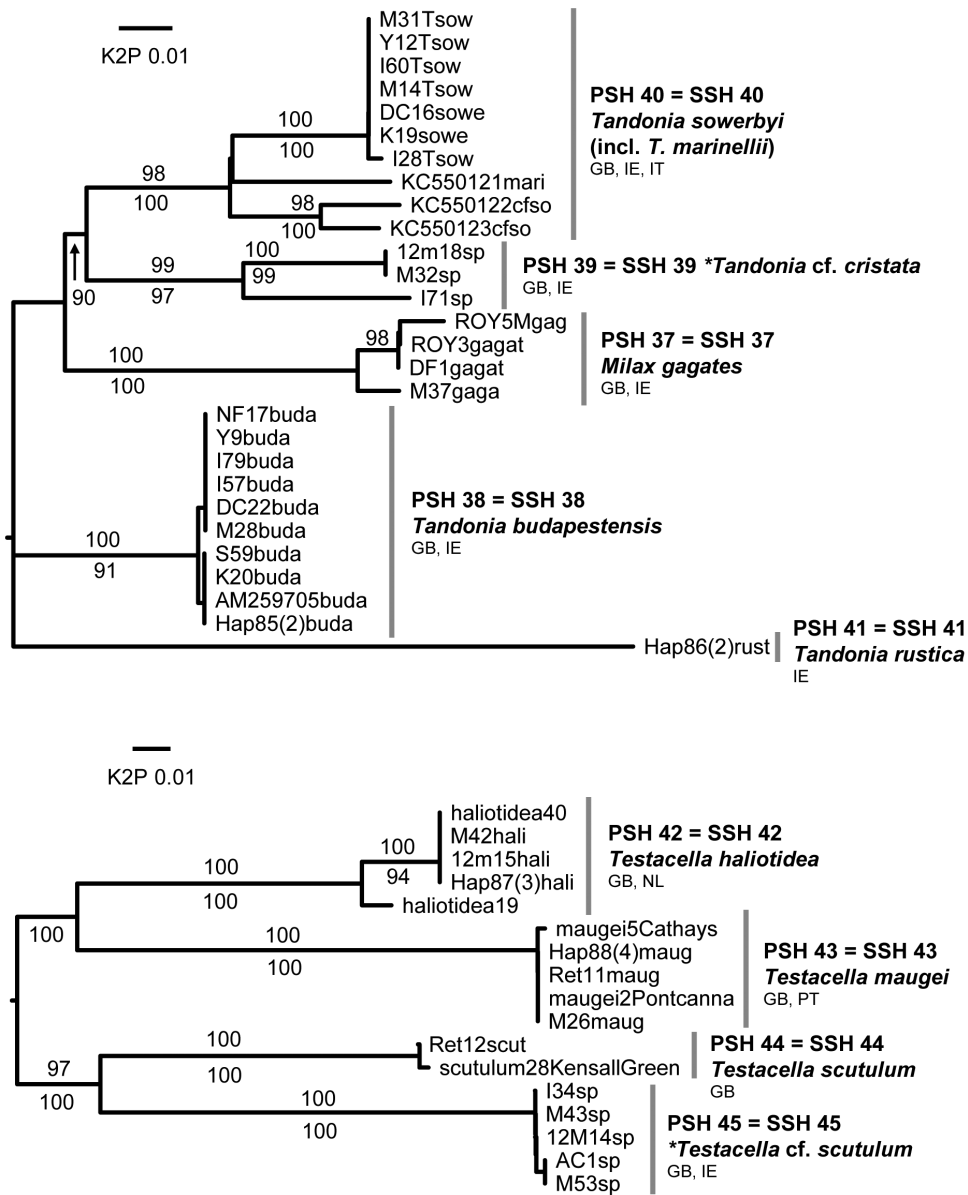 K2P 0.01
M31Tsow
Y12Tsow
I60Tsow
M14Tsow
DC16sowe
K19sowe
I28Tsow
KC550121mari
KC550122cfso
KC550123cfso
100
100
98
100
98
100
PSH 40 = SSH 40
Tandonia sowerbyi
(incl. T. marinellii)
GB, IE, IT
12m18sp
M32sp
I71sp
100
99
99
97
90
PSH 39 = SSH 39 *Tandonia cf. cristata
GB, IE
ROY5Mgag
ROY3gagat
DF1gagat
M37gaga
98
100
100
PSH 37 = SSH 37
Milax gagates
GB, IE
NF17buda
Y9buda
I79buda
I57buda
DC22buda
M28buda
S59buda
K20buda
AM259705buda
Hap85(2)buda
100
91
PSH 38 = SSH 38
Tandonia budapestensis
GB, IE
Hap86(2)rust
PSH 41 = SSH 41
Tandonia rustica
IE
K2P 0.01
haliotidea40
M42hali
12m15hali
Hap87(3)hali
haliotidea19
100
94
100
100
PSH 42 = SSH 42
Testacella haliotidea
GB, NL
100
maugei5Cathays
Hap88(4)maug
Ret11maug
maugei2Pontcanna
M26maug
100
100
PSH 43 = SSH 43
Testacella maugei
GB, PT
Ret12scut
scutulum28KensallGreen
100
100
PSH 44 = SSH 44
Testacella scutulum
GB
97
100
I34sp
M43sp
12M14sp
AC1sp
M53sp
100
100
PSH 45 = SSH 45
*Testacella cf. scutulum
GB, IE